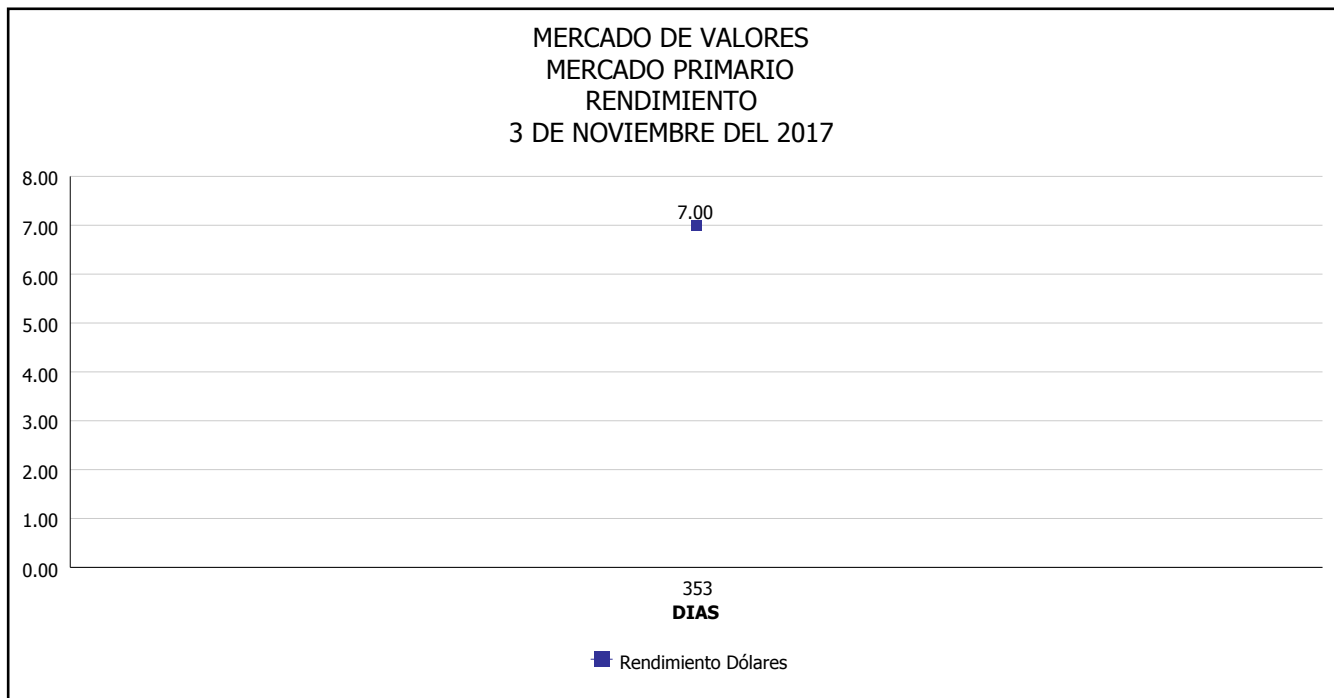 MERCADO DE VALORES
MERCADO PRIMARIO
RENDIMIENTO
3 DE NOVIEMBRE DEL 2017
8.00
7.00
7.00
6.00
5.00
4.00
3.00
2.00
1.00
0.00
353
DIAS
Rendimiento Dólares